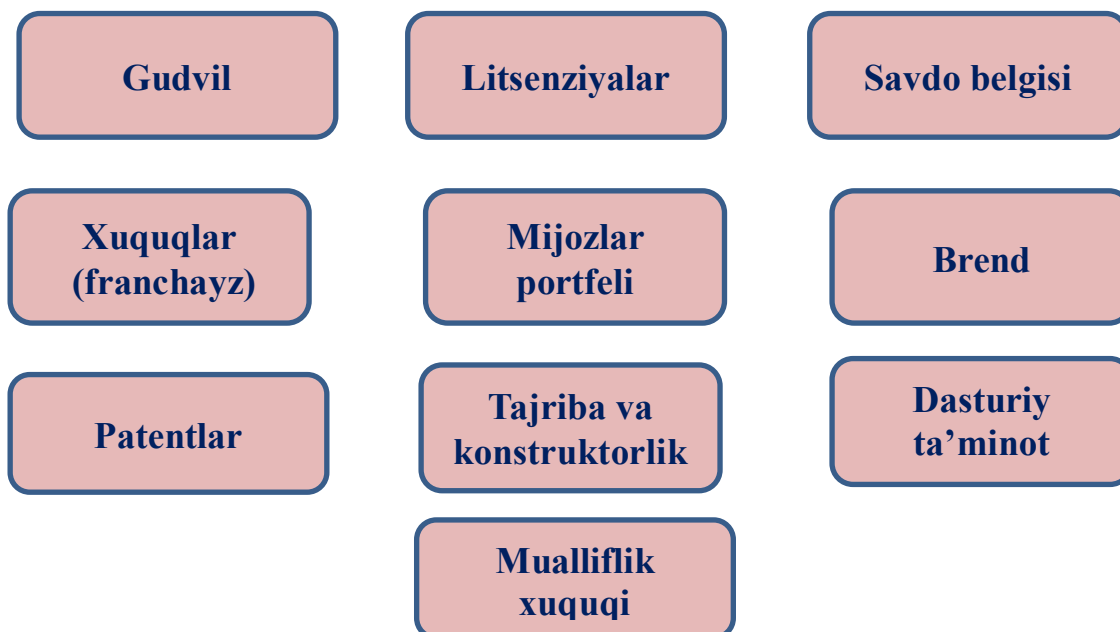 Gudvil
Litsenziyalar
Savdo belgisi
Xuquqlar
(franchayz)
Mijozlar
portfeli
Brend
Patentlar
Tajriba va
konstruktorlik
Dasturiy
ta’minot
Mualliflik
xuquqi